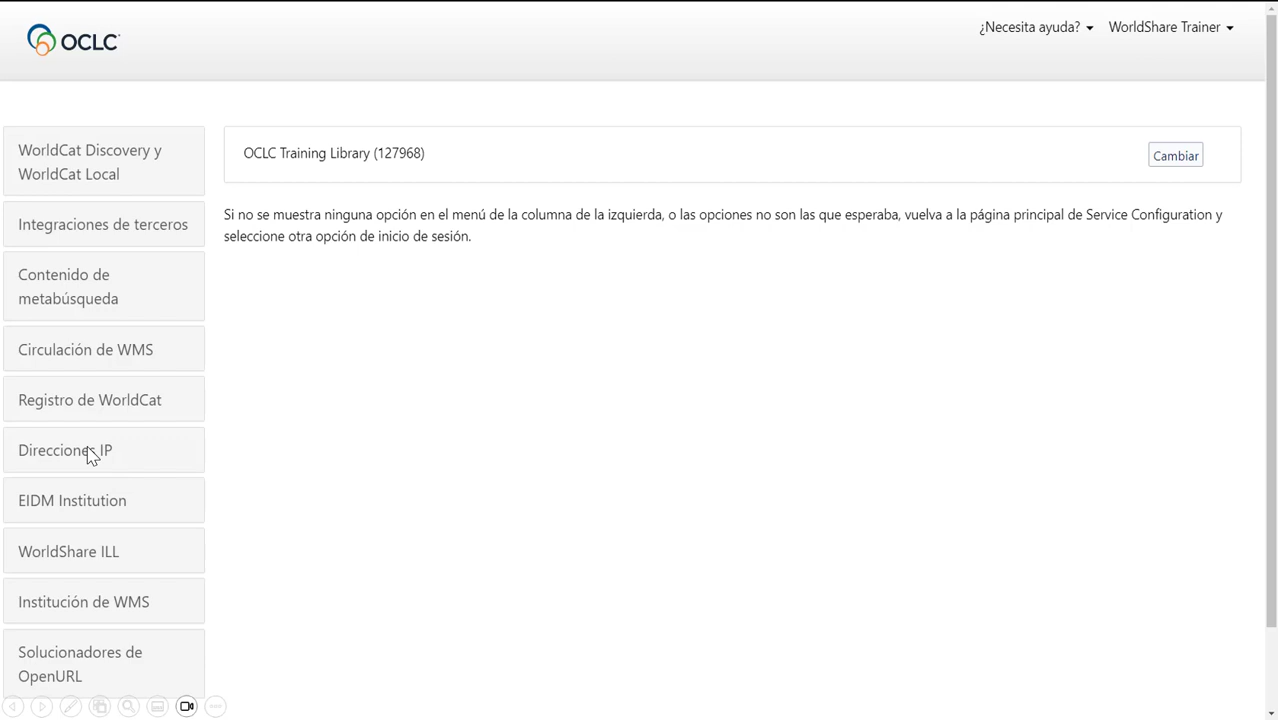 OCLC
¿Necesita ayuda?
WorldShare Trainer
WorldCat Discovery y
WorldCat Local
Integraciones de terceros
Contenido de
metabúsqueda
Circulación de WMS
Registro de WorldCat
Direcciones IP
EIDM Institution
WorldShare ILL
Institución de WMS
Solucionadores de
OpenURL
OCLC Training Library (127968)
Cambiar
Si no se muestra ninguna opción en el menú de la columna de la izquierda, o las opciones no son las que esperaba, vuelva a la página principal de Service Configuration y
seleccione otra opción de inicio de sesión.